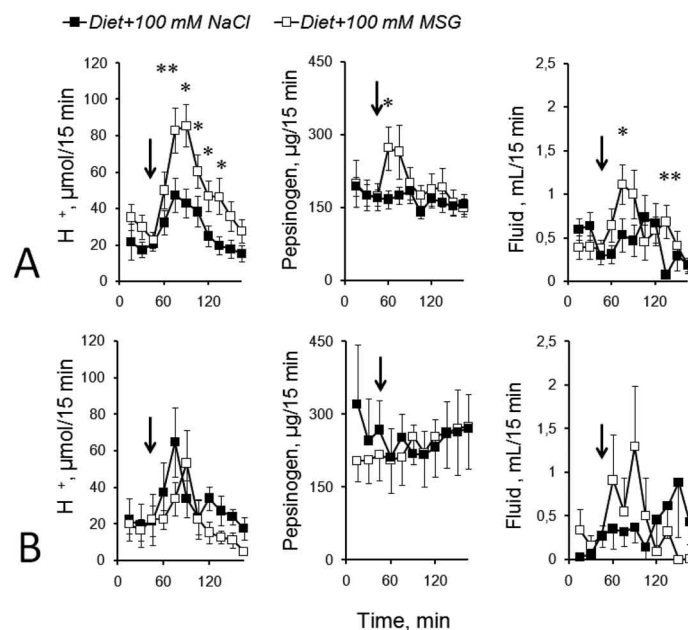 Diet+100 mM NaCl Diet+100 mM MSG
A
H +, µmol/15 min
120
100
80
60
40
20
0
** * * * *
0 60 120
Pepsinogen, µg/15 min
450
300
150
0
*
0 60 120
Fluid , mL/15 min
2,5
2
1,5
1
0,5
0
* **
0 60 120
B
H +, µmol/15 min
120
100
80
60
40
20
0
0 60 120
Pepsinogen, µg/15 min
450
300
150
0
0 60 120
Fluid , mL/15 min
2,5
2
1,5
1
0,5
0
0 60 120
Time, min